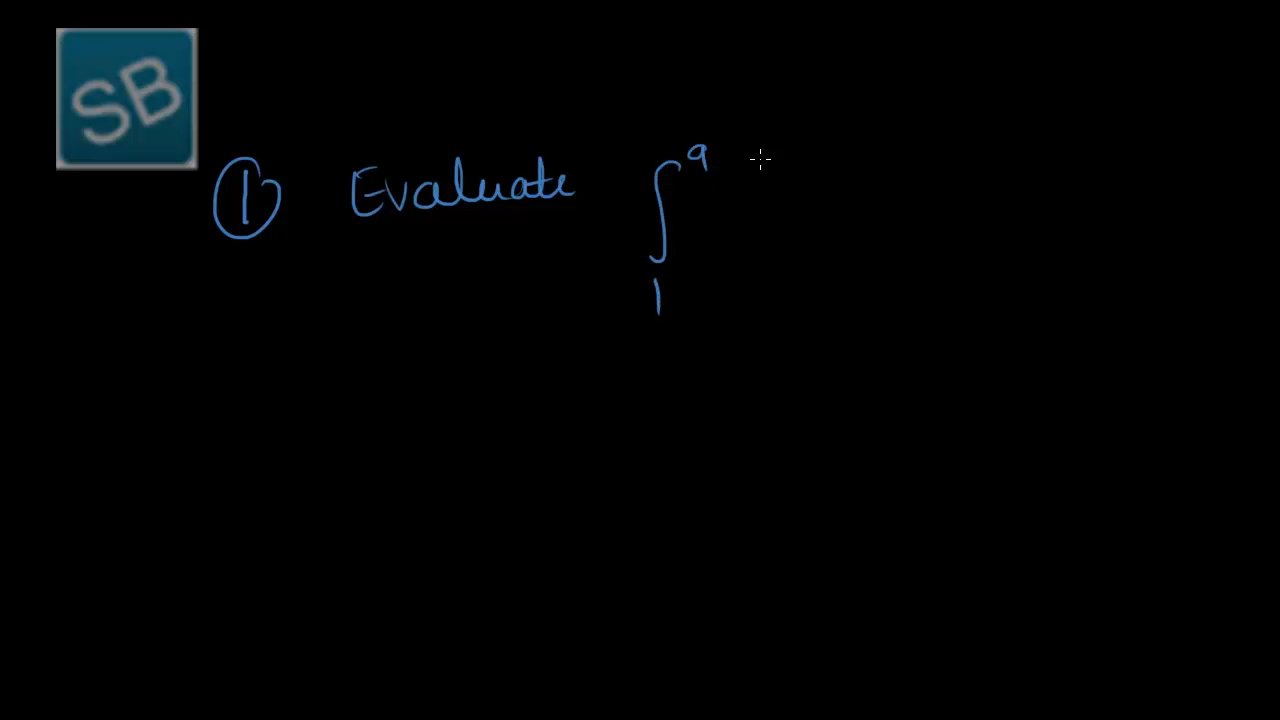 SB
① Evaluate ∫₁⁹